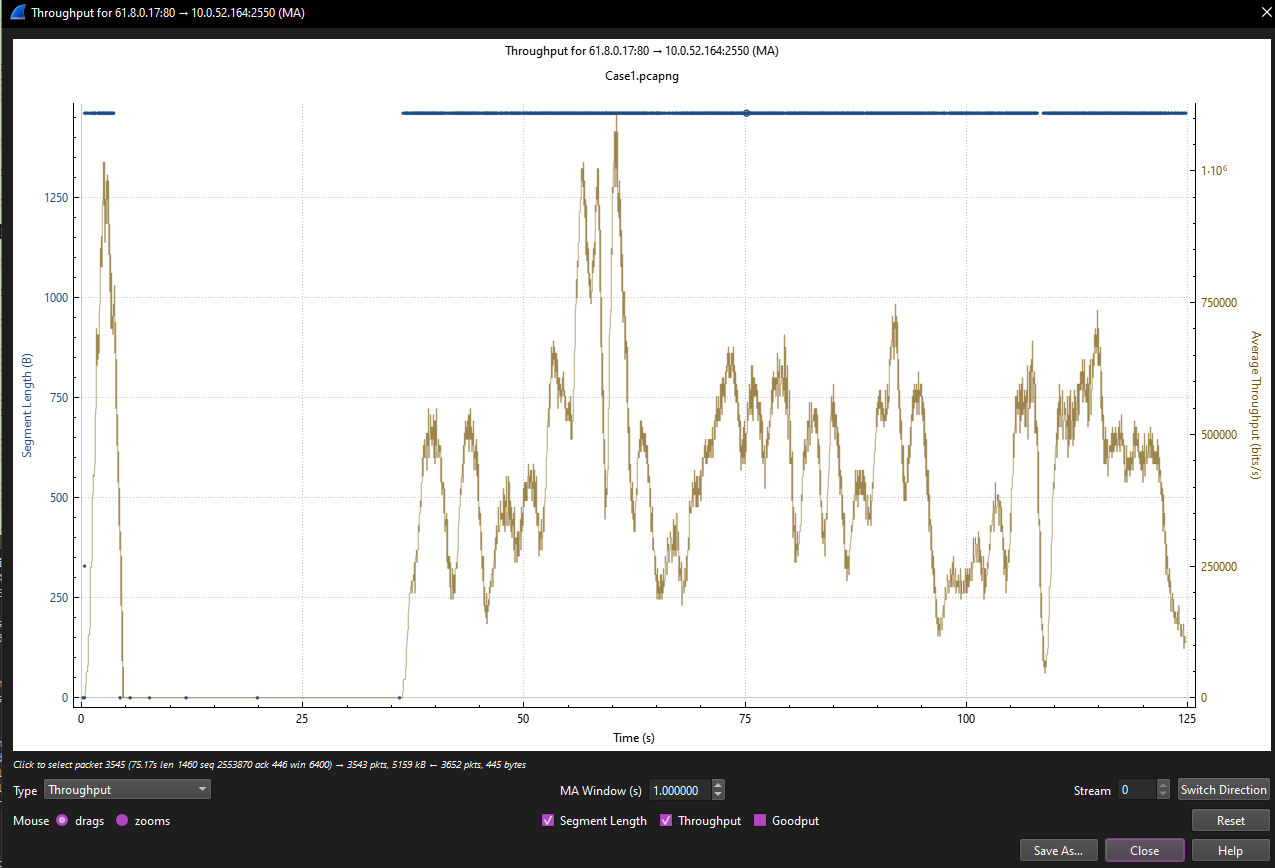 Throughput for 61.8.0.17:80 → 10.0.52.164:2550 (MA)
Throughput for 61.8.0.17:80 → 10.0.52.164:2550 (MA)
Case1.pcapng
Segment Length (B)
1250
1000
750
500
250
0
1·10⁶
750000
500000
250000
0
Average Throughput (bits/s)
0 25 50 75 100 125
Time (s)
Click to select packet 3545 (75.17s len 1460 seq 2553870 ack 446 win 6400) → 3543 pkts, 5159 kB ← 3652 pkts, 445 bytes
Type Throughput MA Window (s) 1.000000 Stream 0 Switch Direction
Mouse drags zooms Segment Length Throughput Goodput Reset
Save As... Close Help